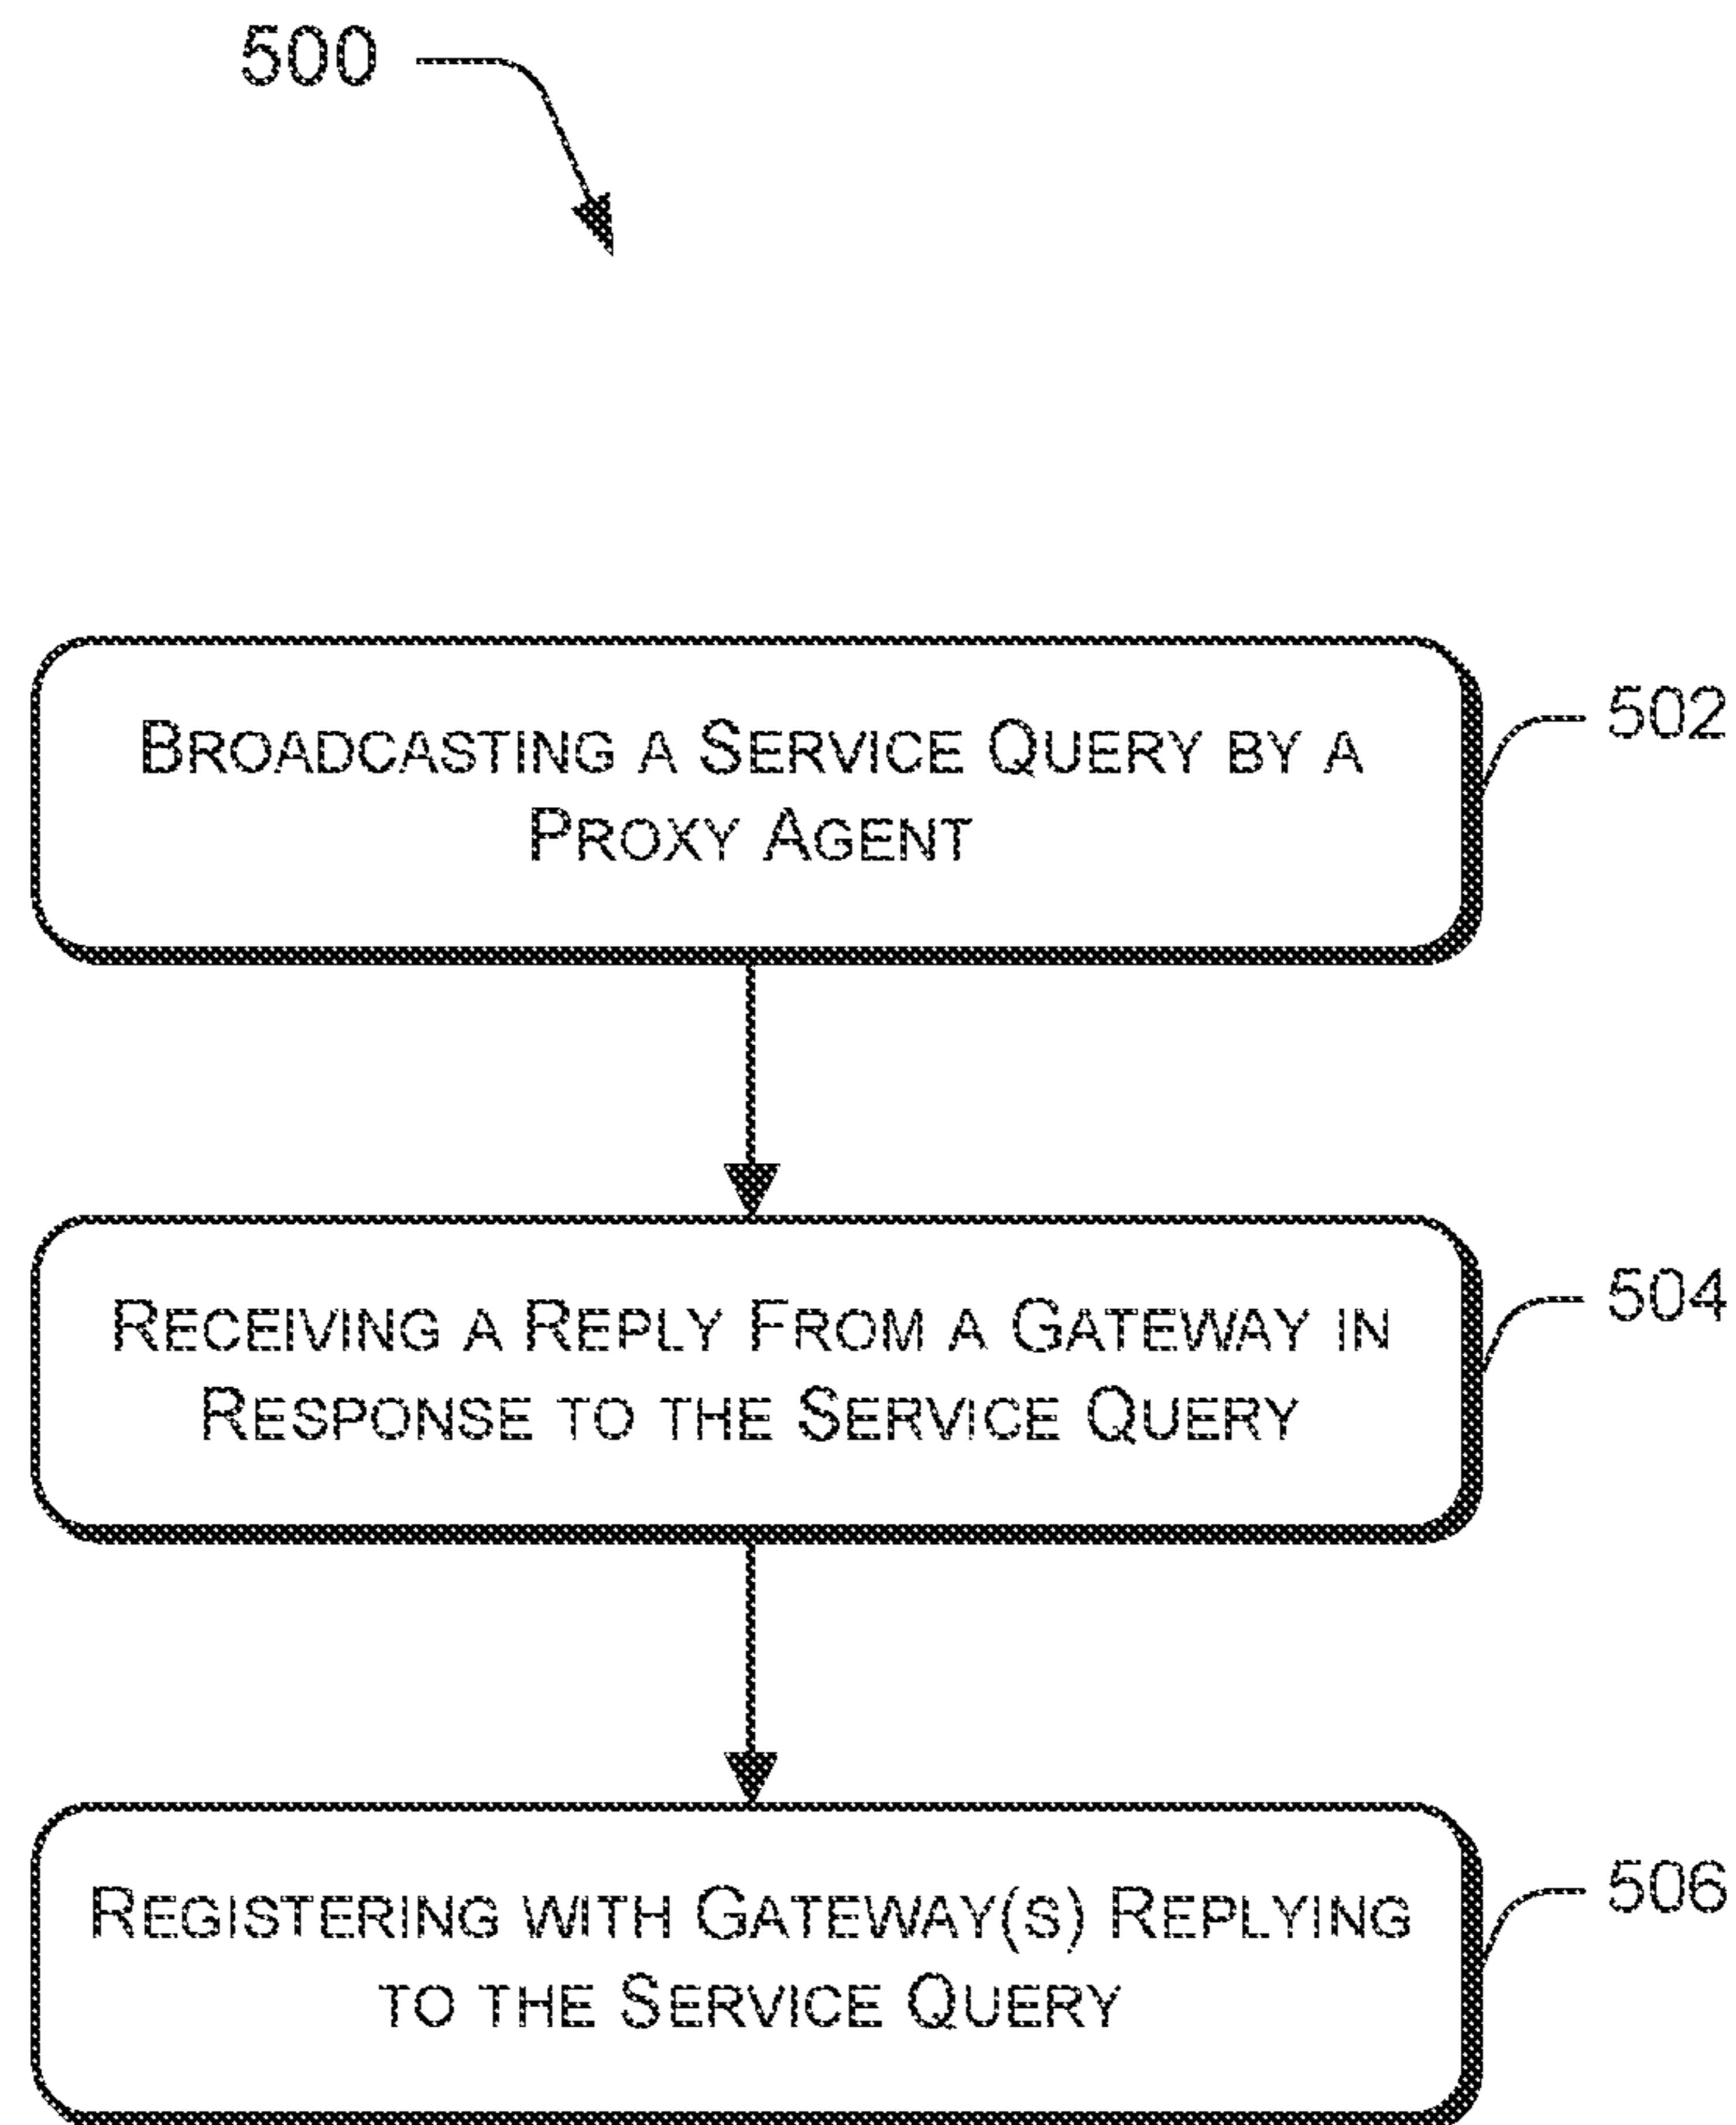 500
BROADCASTING A SERVICE QUERY BY A
PROXY AGENT
502
RECEIVING A REPLY FROM A GATEWAY IN
RESPONSE TO THE SERVICE QUERY
504
REGISTERING WITH GATEWAY(S) REPLYING
TO THE SERVICE QUERY
506